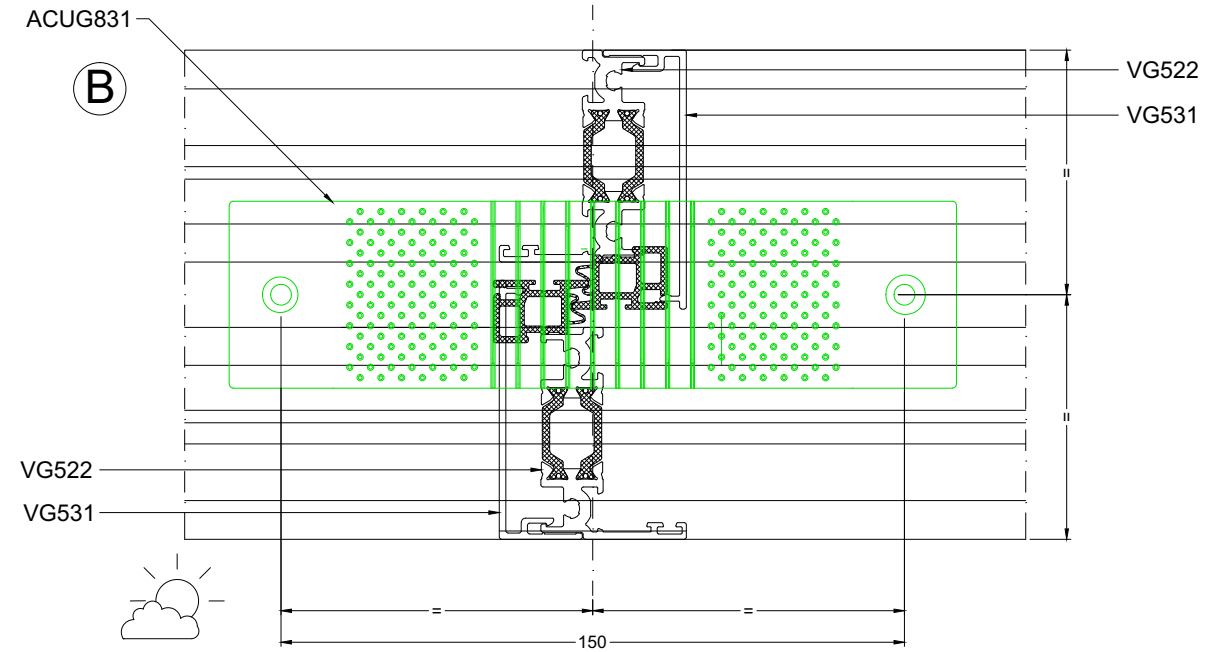 ACUG831
B
VG522
VG531
=
=
VG522
VG531
=
=
150